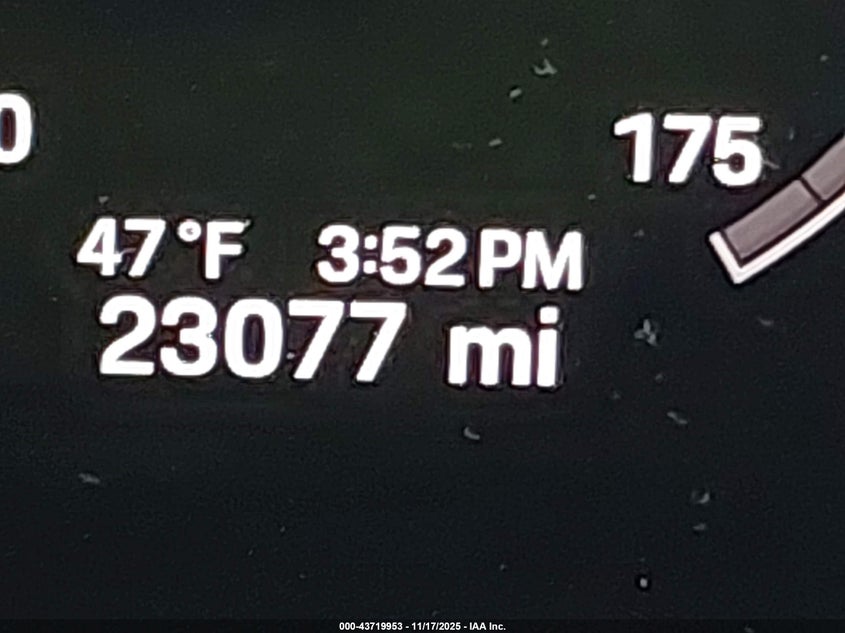 0
175
47°F 3:52 PM
23077 mi
000-43719953 - 11/17/2025 - IAA Inc.